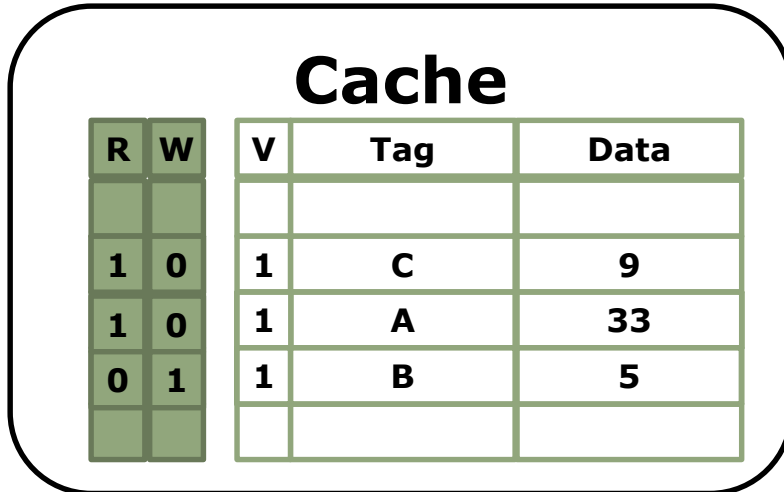 Cache
R W V Tag Data
1 0 1 C 9
1 0 1 A 33
0 1 1 B 5